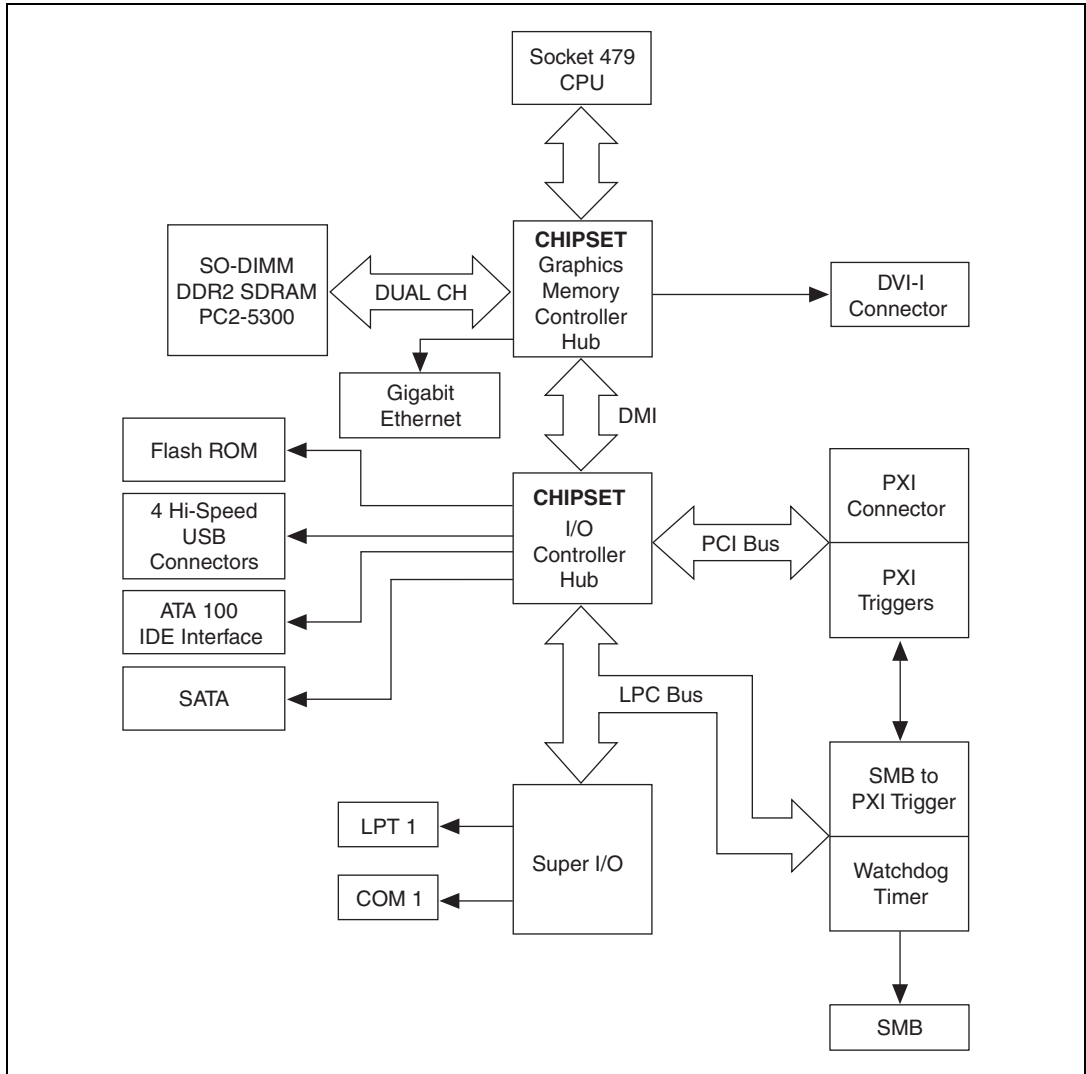 Socket 479
CPU
SO-DIMM
DDR2 SDRAM
PC2-5300
DUAL CH
CHIPSET
Graphics
Memory
Controller
Hub
DVI-I
Connector
Gigabit
Ethernet
DMI
Flash ROM
4 Hi-Speed
USB
Connectors
ATA 100
IDE Interface
SATA
CHIPSET
I/O
Controller
Hub
PCI Bus
PXI
Connector
PXI
Triggers
LPC Bus
SMB to
PXI Trigger
Watchdog
Timer
LPT 1
COM 1
Super I/O
SMB